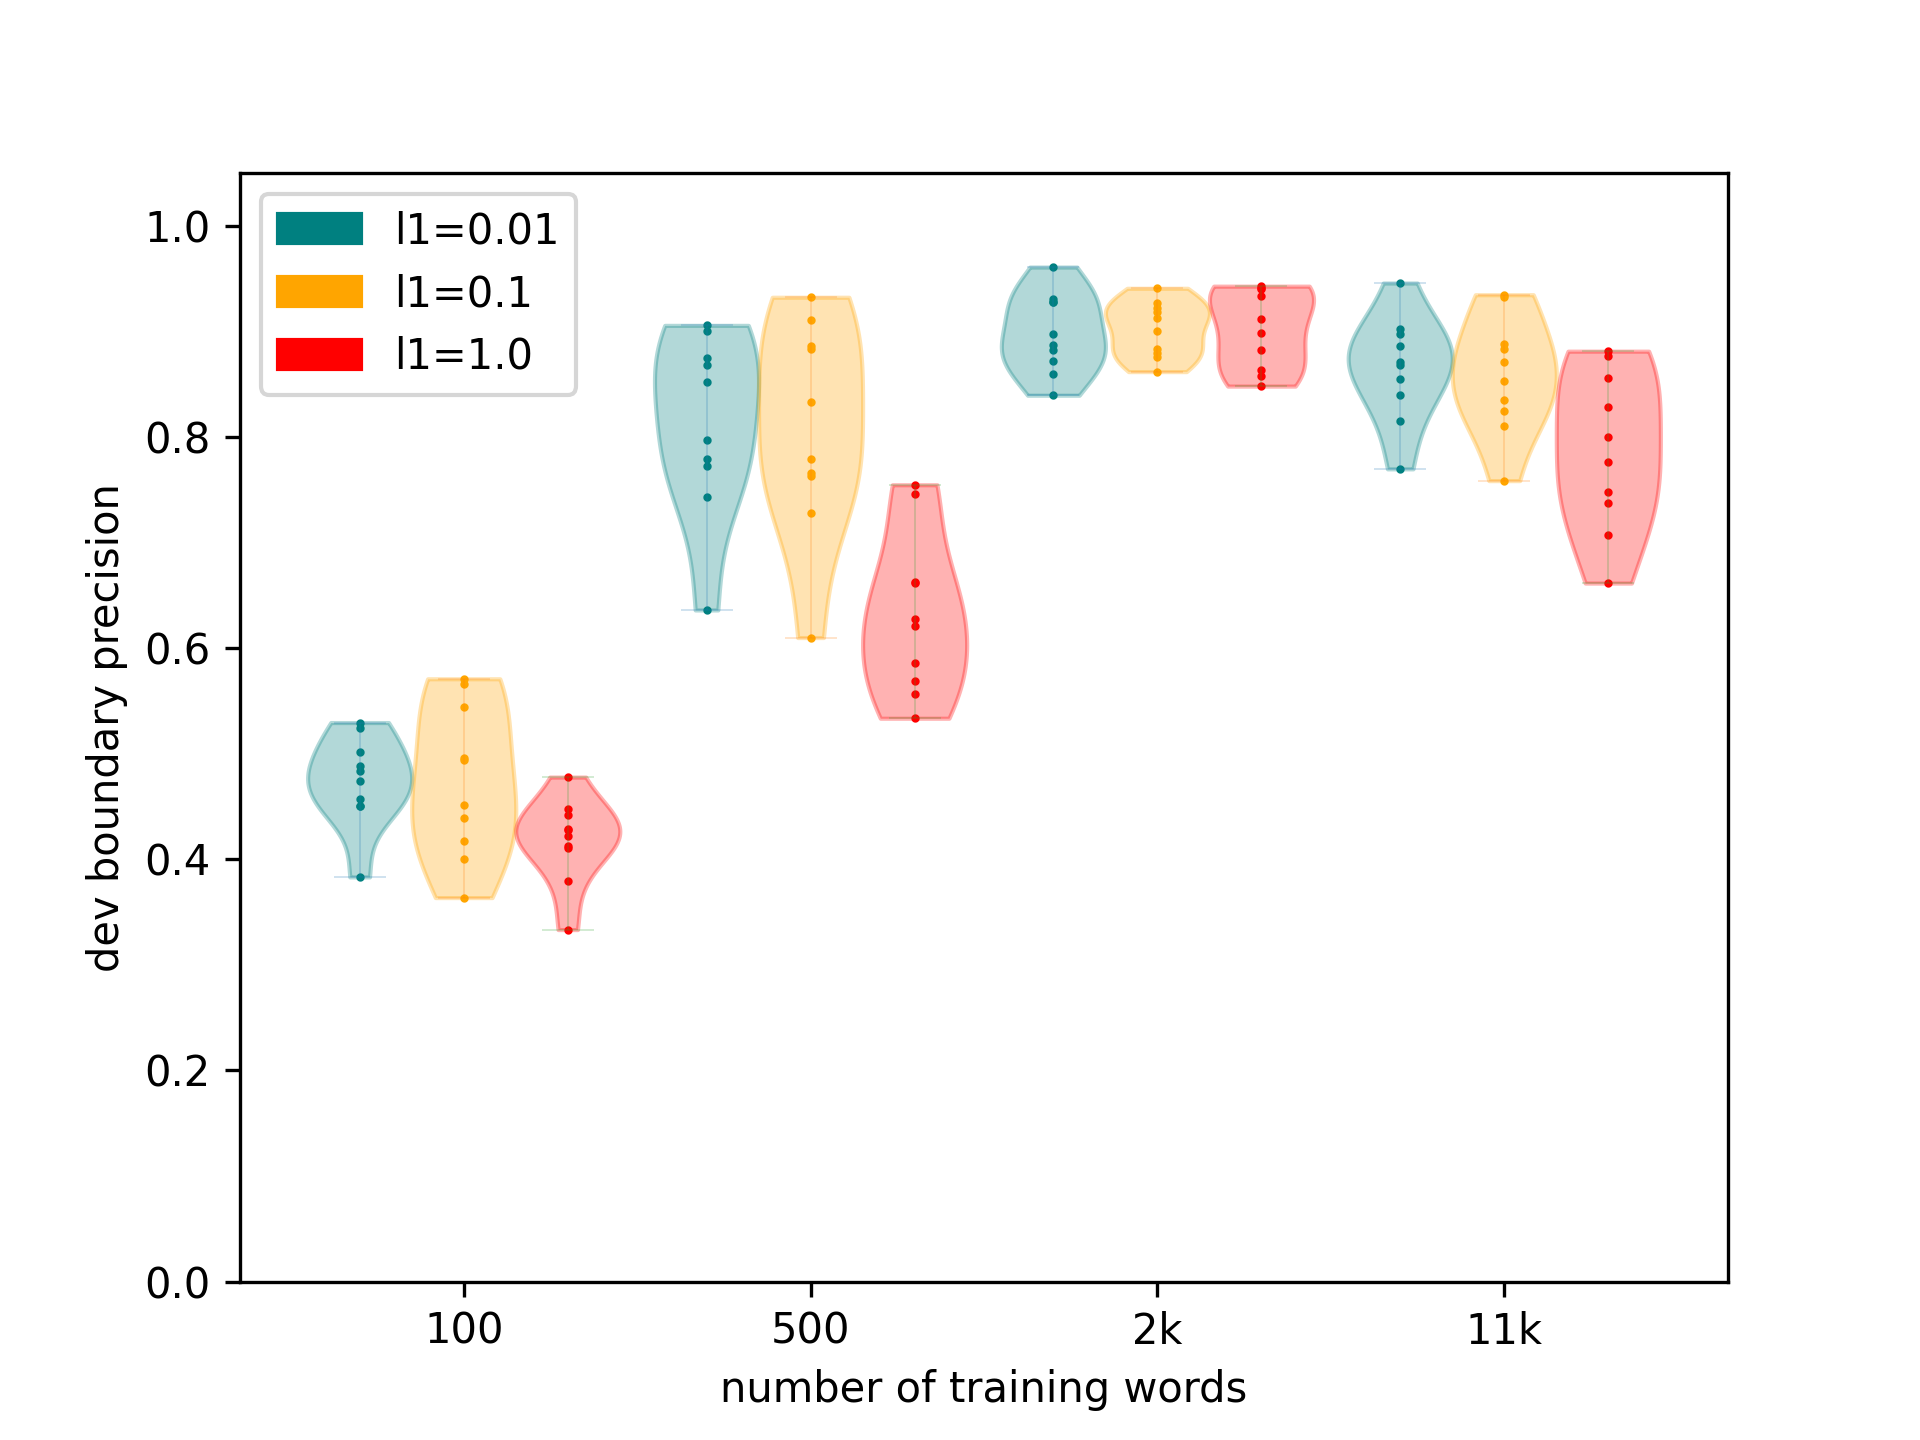 l1=0.01
l1=0.1
l1=1.0
1.0
0.8
0.6
0.4
0.2
0.0
dev boundary precision
100 500 2k 11k
number of training words